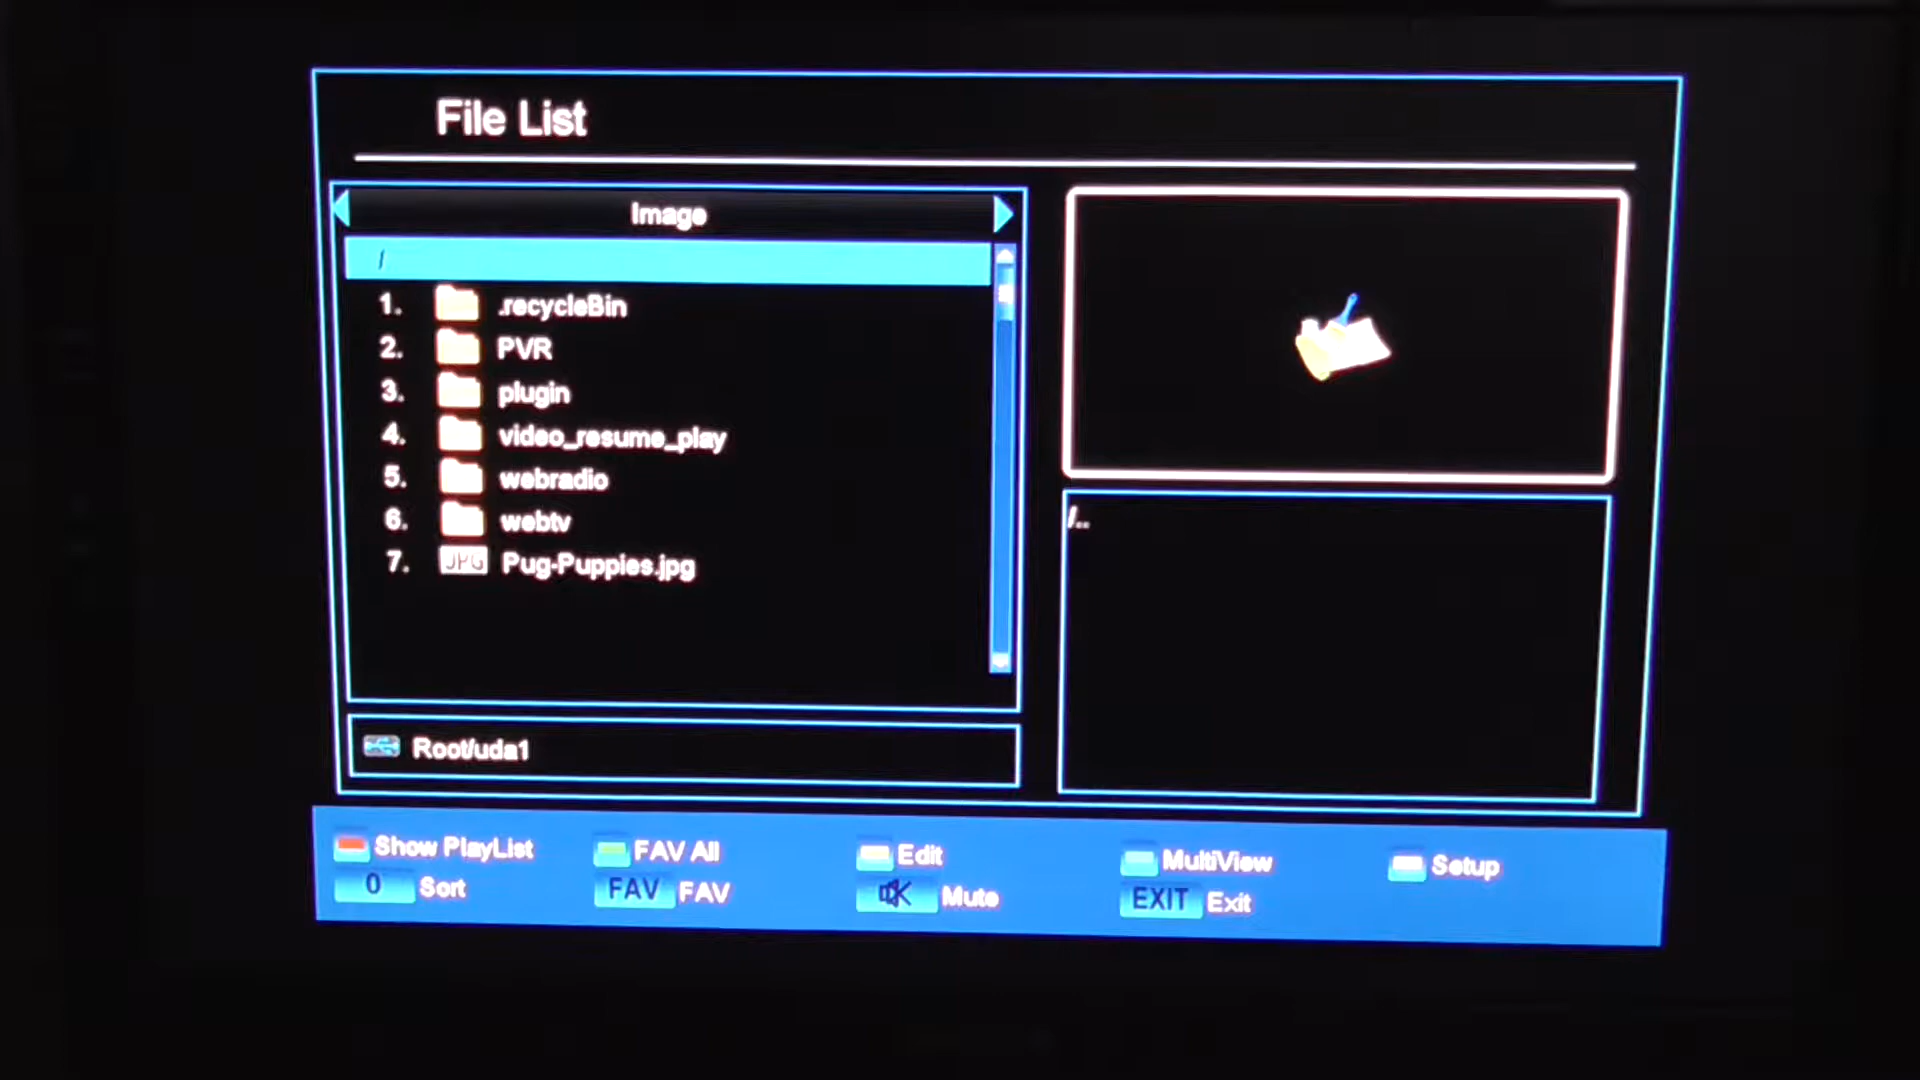 File List
Image
/
1. .recycleBin
2. PVR
3. plugin
4. video_resume_play
5. webradio
6. webtv
7. JPG Pug-Puppies.jpg
/..
Root/uda1
Show PlayList FAV All Edit MultiView Setup
0 Sort FAV FAV Mute EXIT Exit